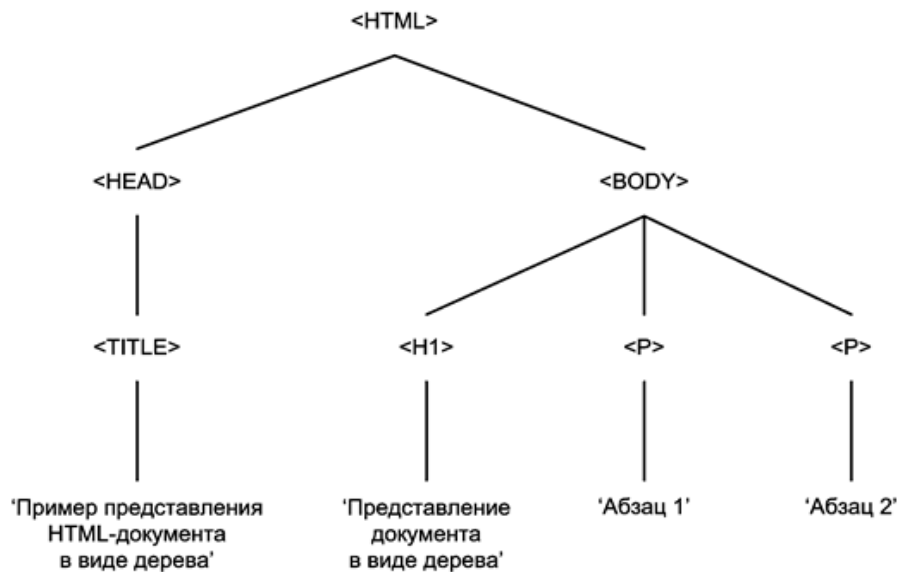 <HTML>
<HEAD>
<BODY>
<TITLE>
<H1>
<P>
<P>
‘Пример представления
HTML-документа
в виде дерева’
‘Представление
документа
в виде дерева’
‘Абзац 1’
‘Абзац 2’